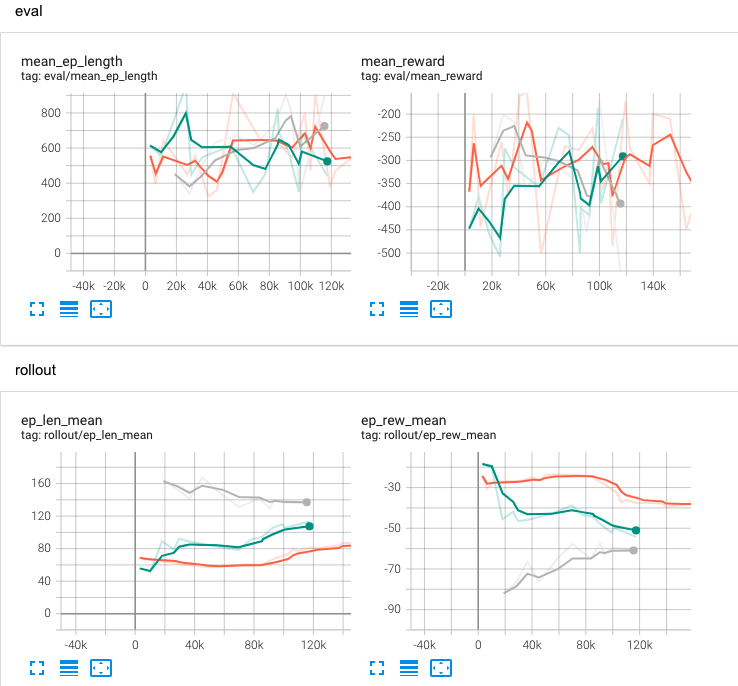 eval
mean_ep_length
tag: eval/mean_ep_length
800
600
400
200
0
-40k -20k 0 20k 40k 60k 80k 100k 120k
mean_reward
tag: eval/mean_reward
-200
-250
-300
-350
-400
-450
-500
-20k 0 20k 60k 100k 140k
rollout
ep_len_mean
tag: rollout/ep_len_mean
160
120
80
40
0
-40k 0 40k 80k 120k
ep_rew_mean
tag: rollout/ep_rew_mean
-30
-50
-70
-90
-40k 0 40k 80k 120k